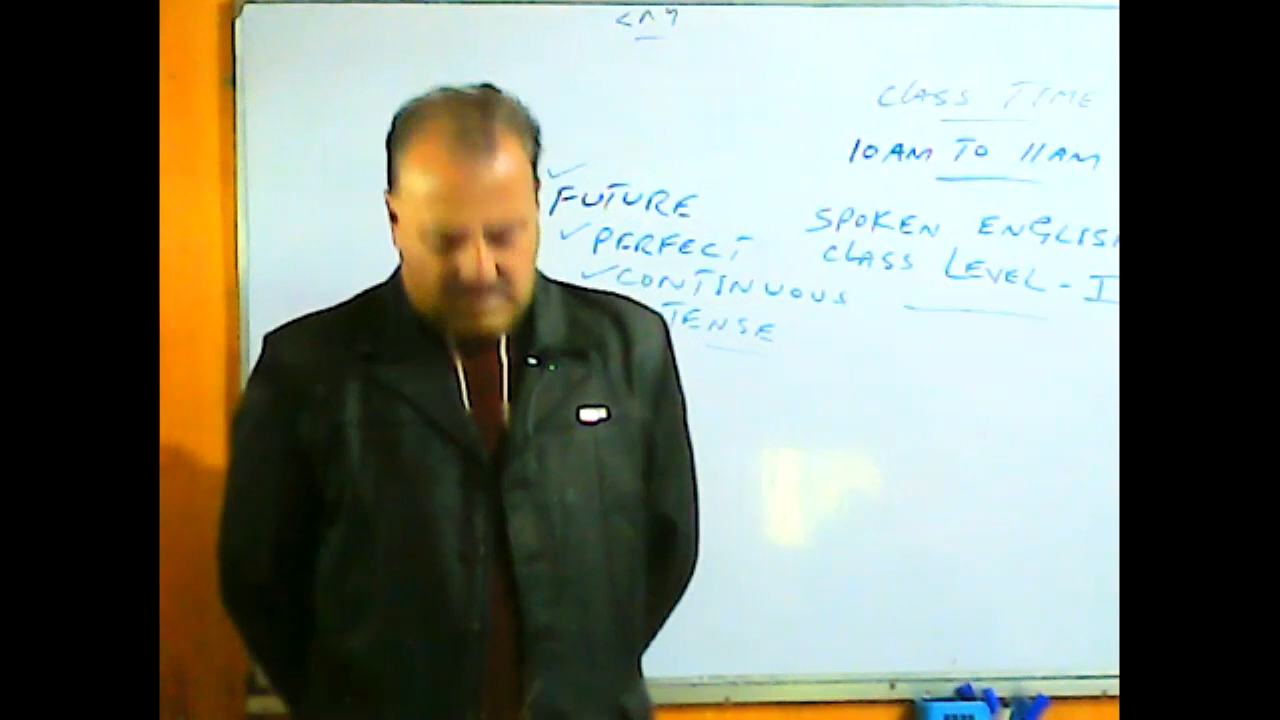 CLASS TIME
10AM TO 11AM
FUTURE
PERFECT
CONTINUOUS
TENSE
SPOKEN ENGLISH
CLASS LEVEL - I